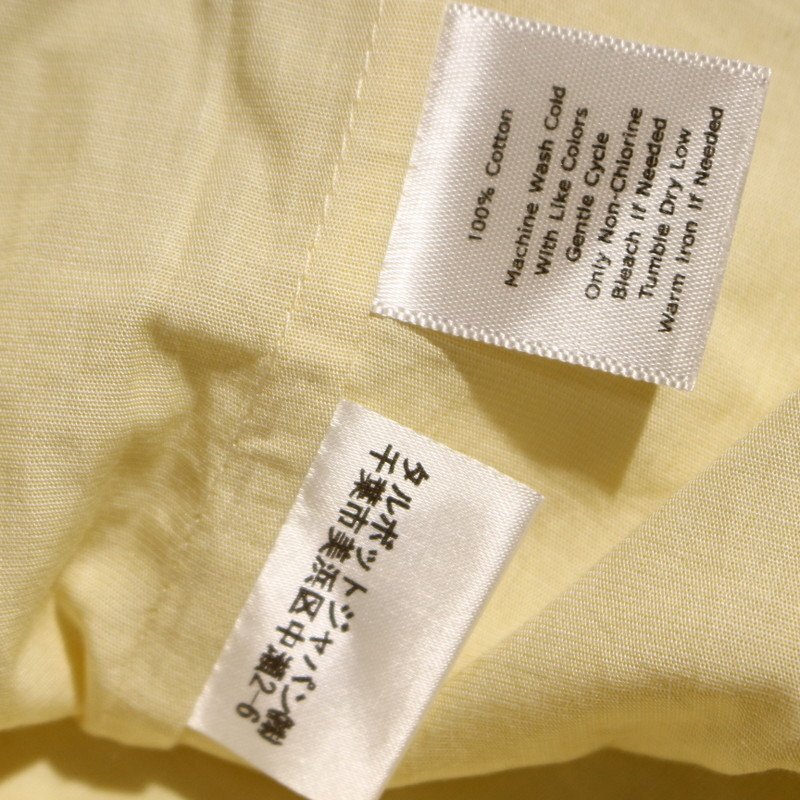 100% Cotton
Machine Wash Cold
With Like Colors
Gentle Cycle
Only Non-Chlorine
Bleach If Needed
Tumble Dry Low
Warm Iron If Needed
タルボットジャパン㈱
千葉市美浜区中瀬2-6